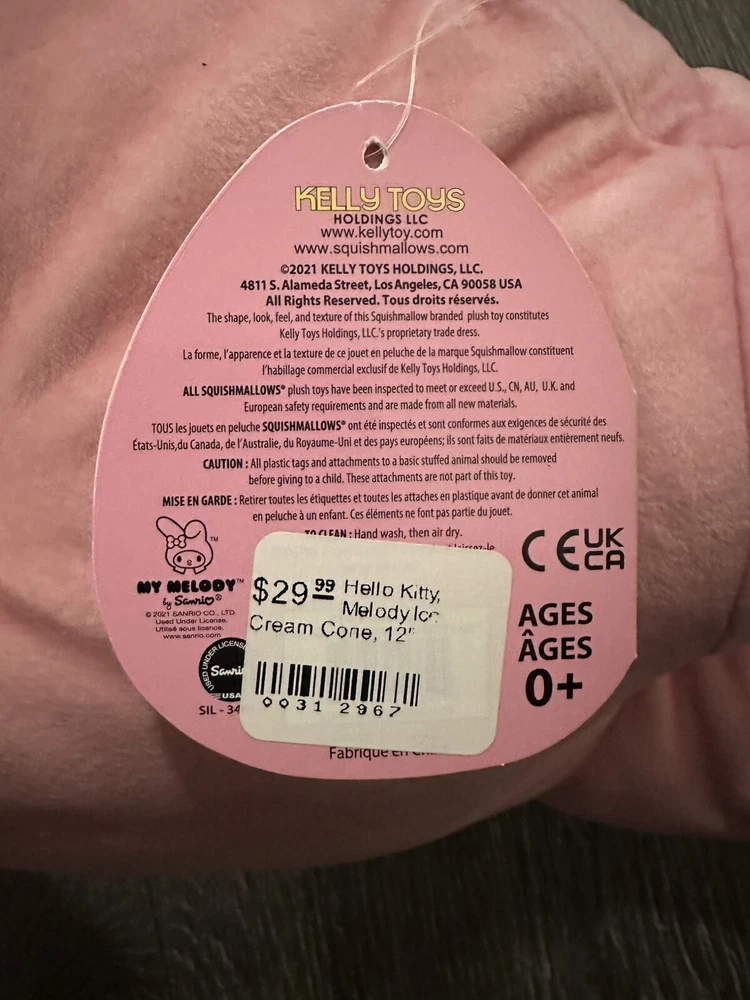 KELLY TOYS
HOLDINGS LLC
www.kellytoy.com
www.squishmallows.com
©2021 KELLY TOYS HOLDINGS, LLC.
4811 S. Alameda Street, Los Angeles, CA 90058 USA
All Rights Reserved. Tous droits réservés.
The shape, look, feel, and texture of this Squishmallow branded plush toy constitutes
Kelly Toys Holdings, LLC.'s proprietary trade dress.
La forme, l'apparence et la texture de ce jouet en peluche de la marque Squishmallow constituent
l'habillage commercial exclusif de Kelly Toys Holdings, LLC.
ALL SQUISHMALLOWS® plush toys have been inspected to meet or exceed U.S., CN, AU, U.K. and
European safety requirements and are made from all new materials.
TOUS les jouets en peluche SQUISHMALLOWS® ont été inspectés et sont conformes aux exigences de sécurité des
États-Unis,du Canada, de l'Australie, du Royaume-Uni et des pays européens; ils sont faits de matériaux entièrement neufs.
CAUTION : All plastic tags and attachments to a basic stuffed animal should be removed
before giving to a child. These attachments are not part of this toy.
MISE EN GARDE : Retirer toutes les étiquettes et toutes les attaches en plastique avant de donner cet animal
en peluche à un enfant. Ces éléments ne font pas partie du jouet.
TO CLEAN : Hand wash, then air dry.
MY MELODY™
by Sanrio®
© 2021 SANRIO CO., LTD.
Used Under License.
Utilisé sous licence.
www.sanrio.com
USED UNDER LICENSE
Sanri
USA
SIL - 34
$29.99 Hello Kitty,
Melody Ice
Cream Cone, 12"
0031 2967
CE UK
CA
AGES
ÂGES
0+
Fabriqué en